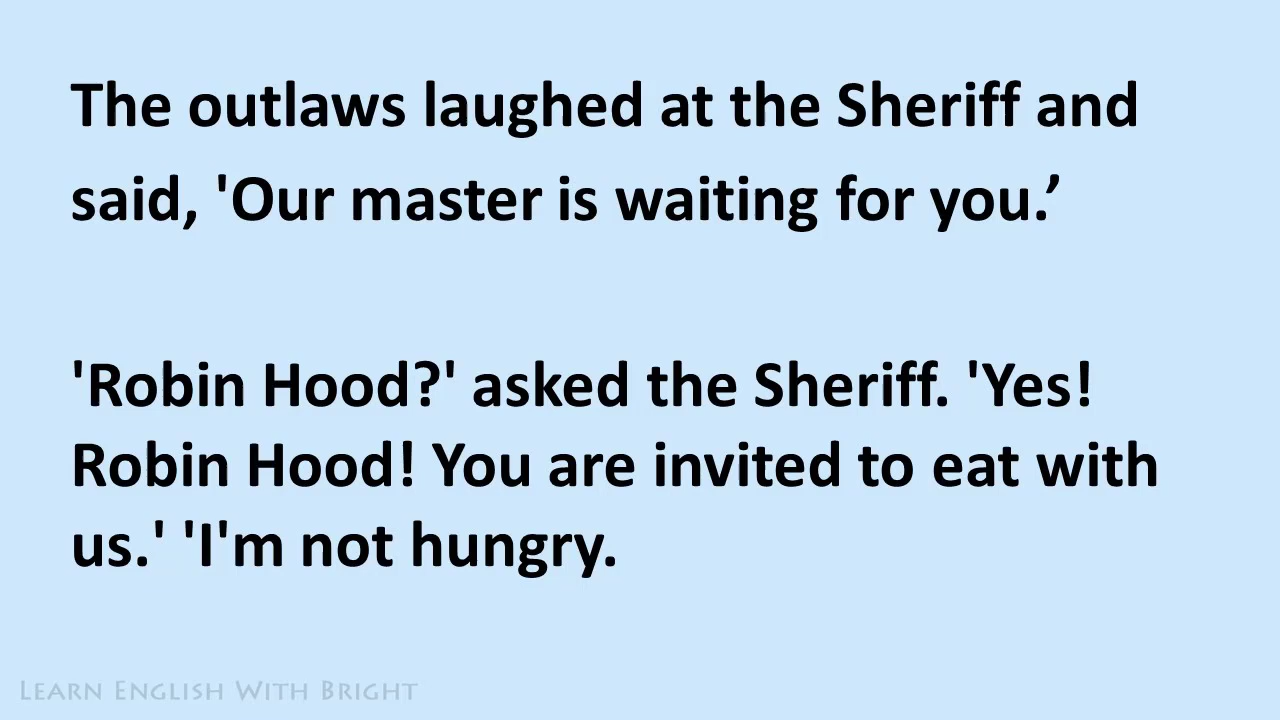 The outlaws laughed at the Sheriff and
said, 'Our master is waiting for you.’
'Robin Hood?' asked the Sheriff. 'Yes!
Robin Hood! You are invited to eat with
us.' 'I'm not hungry.
Learn English With Bright